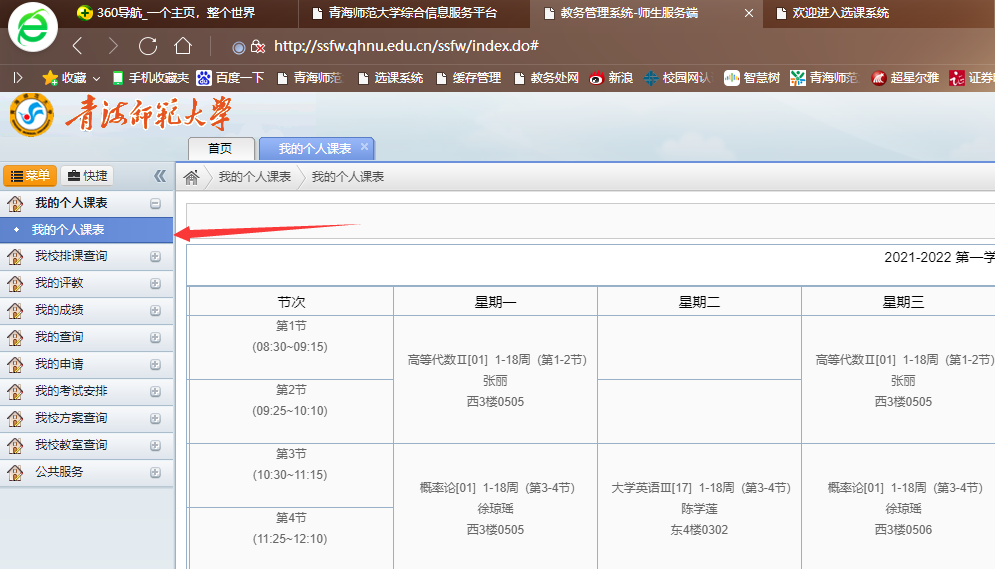 360导航_一个主页，整个世界
青海师范大学综合信息服务平台
教务管理系统-师生服务端
欢迎进入选课系统
http://ssfw.qhnu.edu.cn/ssfw/index.do#
收藏 手机收藏夹 百度一下 青海师范 选课系统 缓存管理 教务处网 新浪 校园网认 智慧树 青海师范 超星尔雅 证券
青海师范大学
首页 我的个人课表
菜单 快捷
我的个人课表 我的个人课表
我的个人课表
我的个人课表
我校排课查询
我的评教
我的成绩
我的查询
我的申请
我的考试安排
我校方案查询
我校教室查询
公共服务
2021-2022 第一学
节次 星期一 星期二 星期三
第1节
(08:30~09:15)
第2节
(09:25~10:10)
高等代数II[01] 1-18周 (第1-2节)
张丽
西3楼0505
高等代数II[01] 1-18周 (第1-2节)
张丽
西3楼0505
第3节
(10:30~11:15)
第4节
(11:25~12:10)
概率论[01] 1-18周 (第3-4节)
徐琼瑶
西3楼0505
大学英语III[17] 1-18周 (第3-4节)
陈学莲
东4楼0302
概率论[01] 1-18周 (第3-4节)
徐琼瑶
西3楼0506